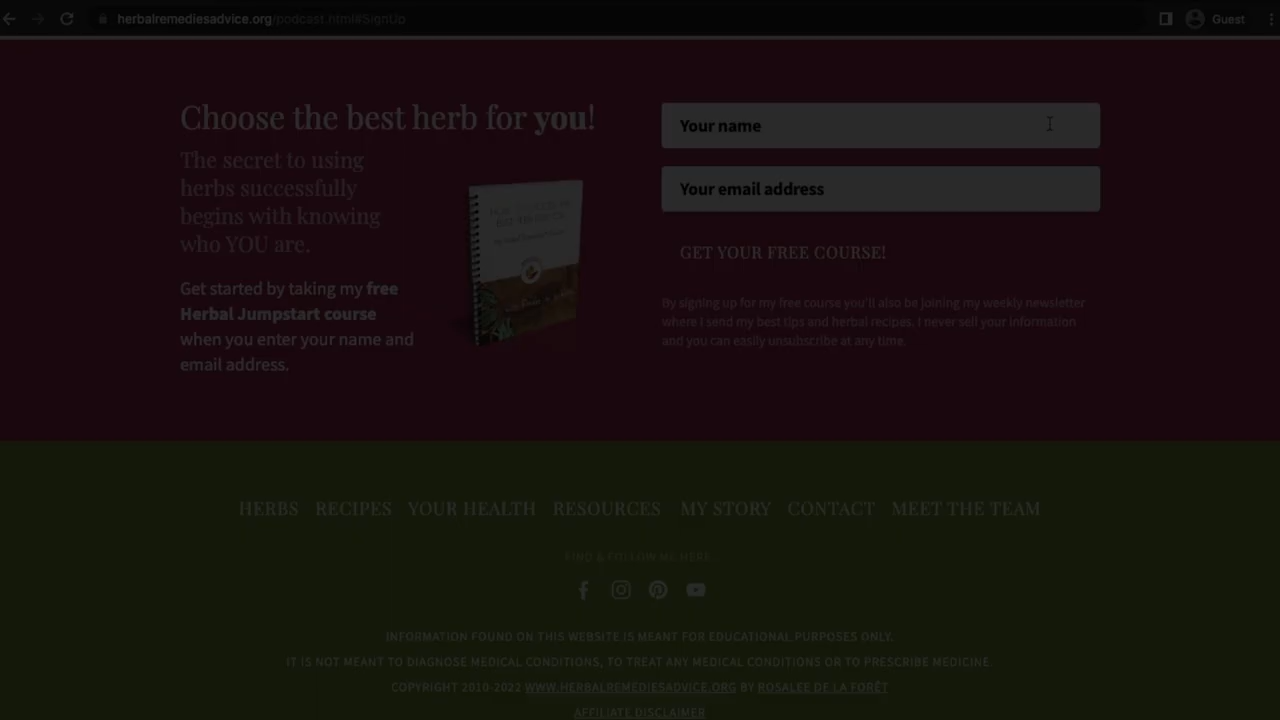 herbalremediesadvice.org/podcast.html#SignUp
Guest
Choose the best herb for you!
The secret to using
herbs successfully
begins with knowing
who YOU are.
Get started by taking my free
Herbal Jumpstart course
when you enter your name and
email address.
Your name
Your email address
GET YOUR FREE COURSE!
By signing up for my free course you'll also be joining my weekly newsletter
where I send my best tips and herbal recipes. I never sell your information
and you can easily unsubscribe at any time.
HERBS RECIPES YOUR HEALTH RESOURCES MY STORY CONTACT MEET THE TEAM
FIND & FOLLOW ME HERE
INFORMATION FOUND ON THIS WEBSITE IS MEANT FOR EDUCATIONAL PURPOSES ONLY.
IT IS NOT MEANT TO DIAGNOSE MEDICAL CONDITIONS, TO TREAT ANY MEDICAL CONDITIONS OR TO PRESCRIBE MEDICINE.
COPYRIGHT 2010-2022 WWW.HERBALREMEDIESADVICE.ORG BY ROSALEE DE LA FORÊT
AFFILIATE DISCLAIMER